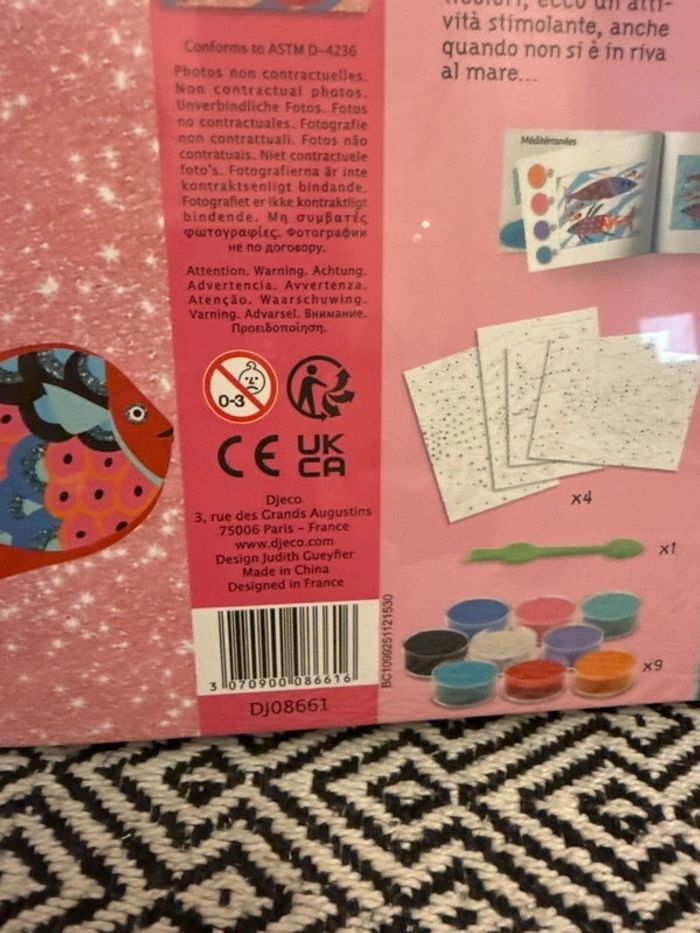 Conforms to ASTM D-4236
Photos non contractuelles.
Non contractual photos.
Unverbindliche Fotos. Fotos
no contractuales. Fotografie
non contrattuali. Fotos não
contratuais. Niet contractuele
foto's. Fotografierna är inte
kontraktsenligt bindande.
Fotografiet er ikke kontraktligt
bindende. Μη συμβατές
φωτογραφίες. Фотографии
не по договору.
Attention. Warning. Achtung.
Advertencia. Avvertenza.
Atenção. Waarschuwing.
Varning. Advarsel. Внимание.
Προειδοποίηση.
0-3
CE UK
CA
Djeco
3, rue des Grands Augustins
75006 Paris - France
www.djeco.com
Design Judith Gueyfier
Made in China
Designed in France
3 070900 086616
DJ08661
BC1099251121530
ecco un'atti-
vità stimolante, anche
quando non si è in riva
al mare...
Méditerranées
x4
x1
x9